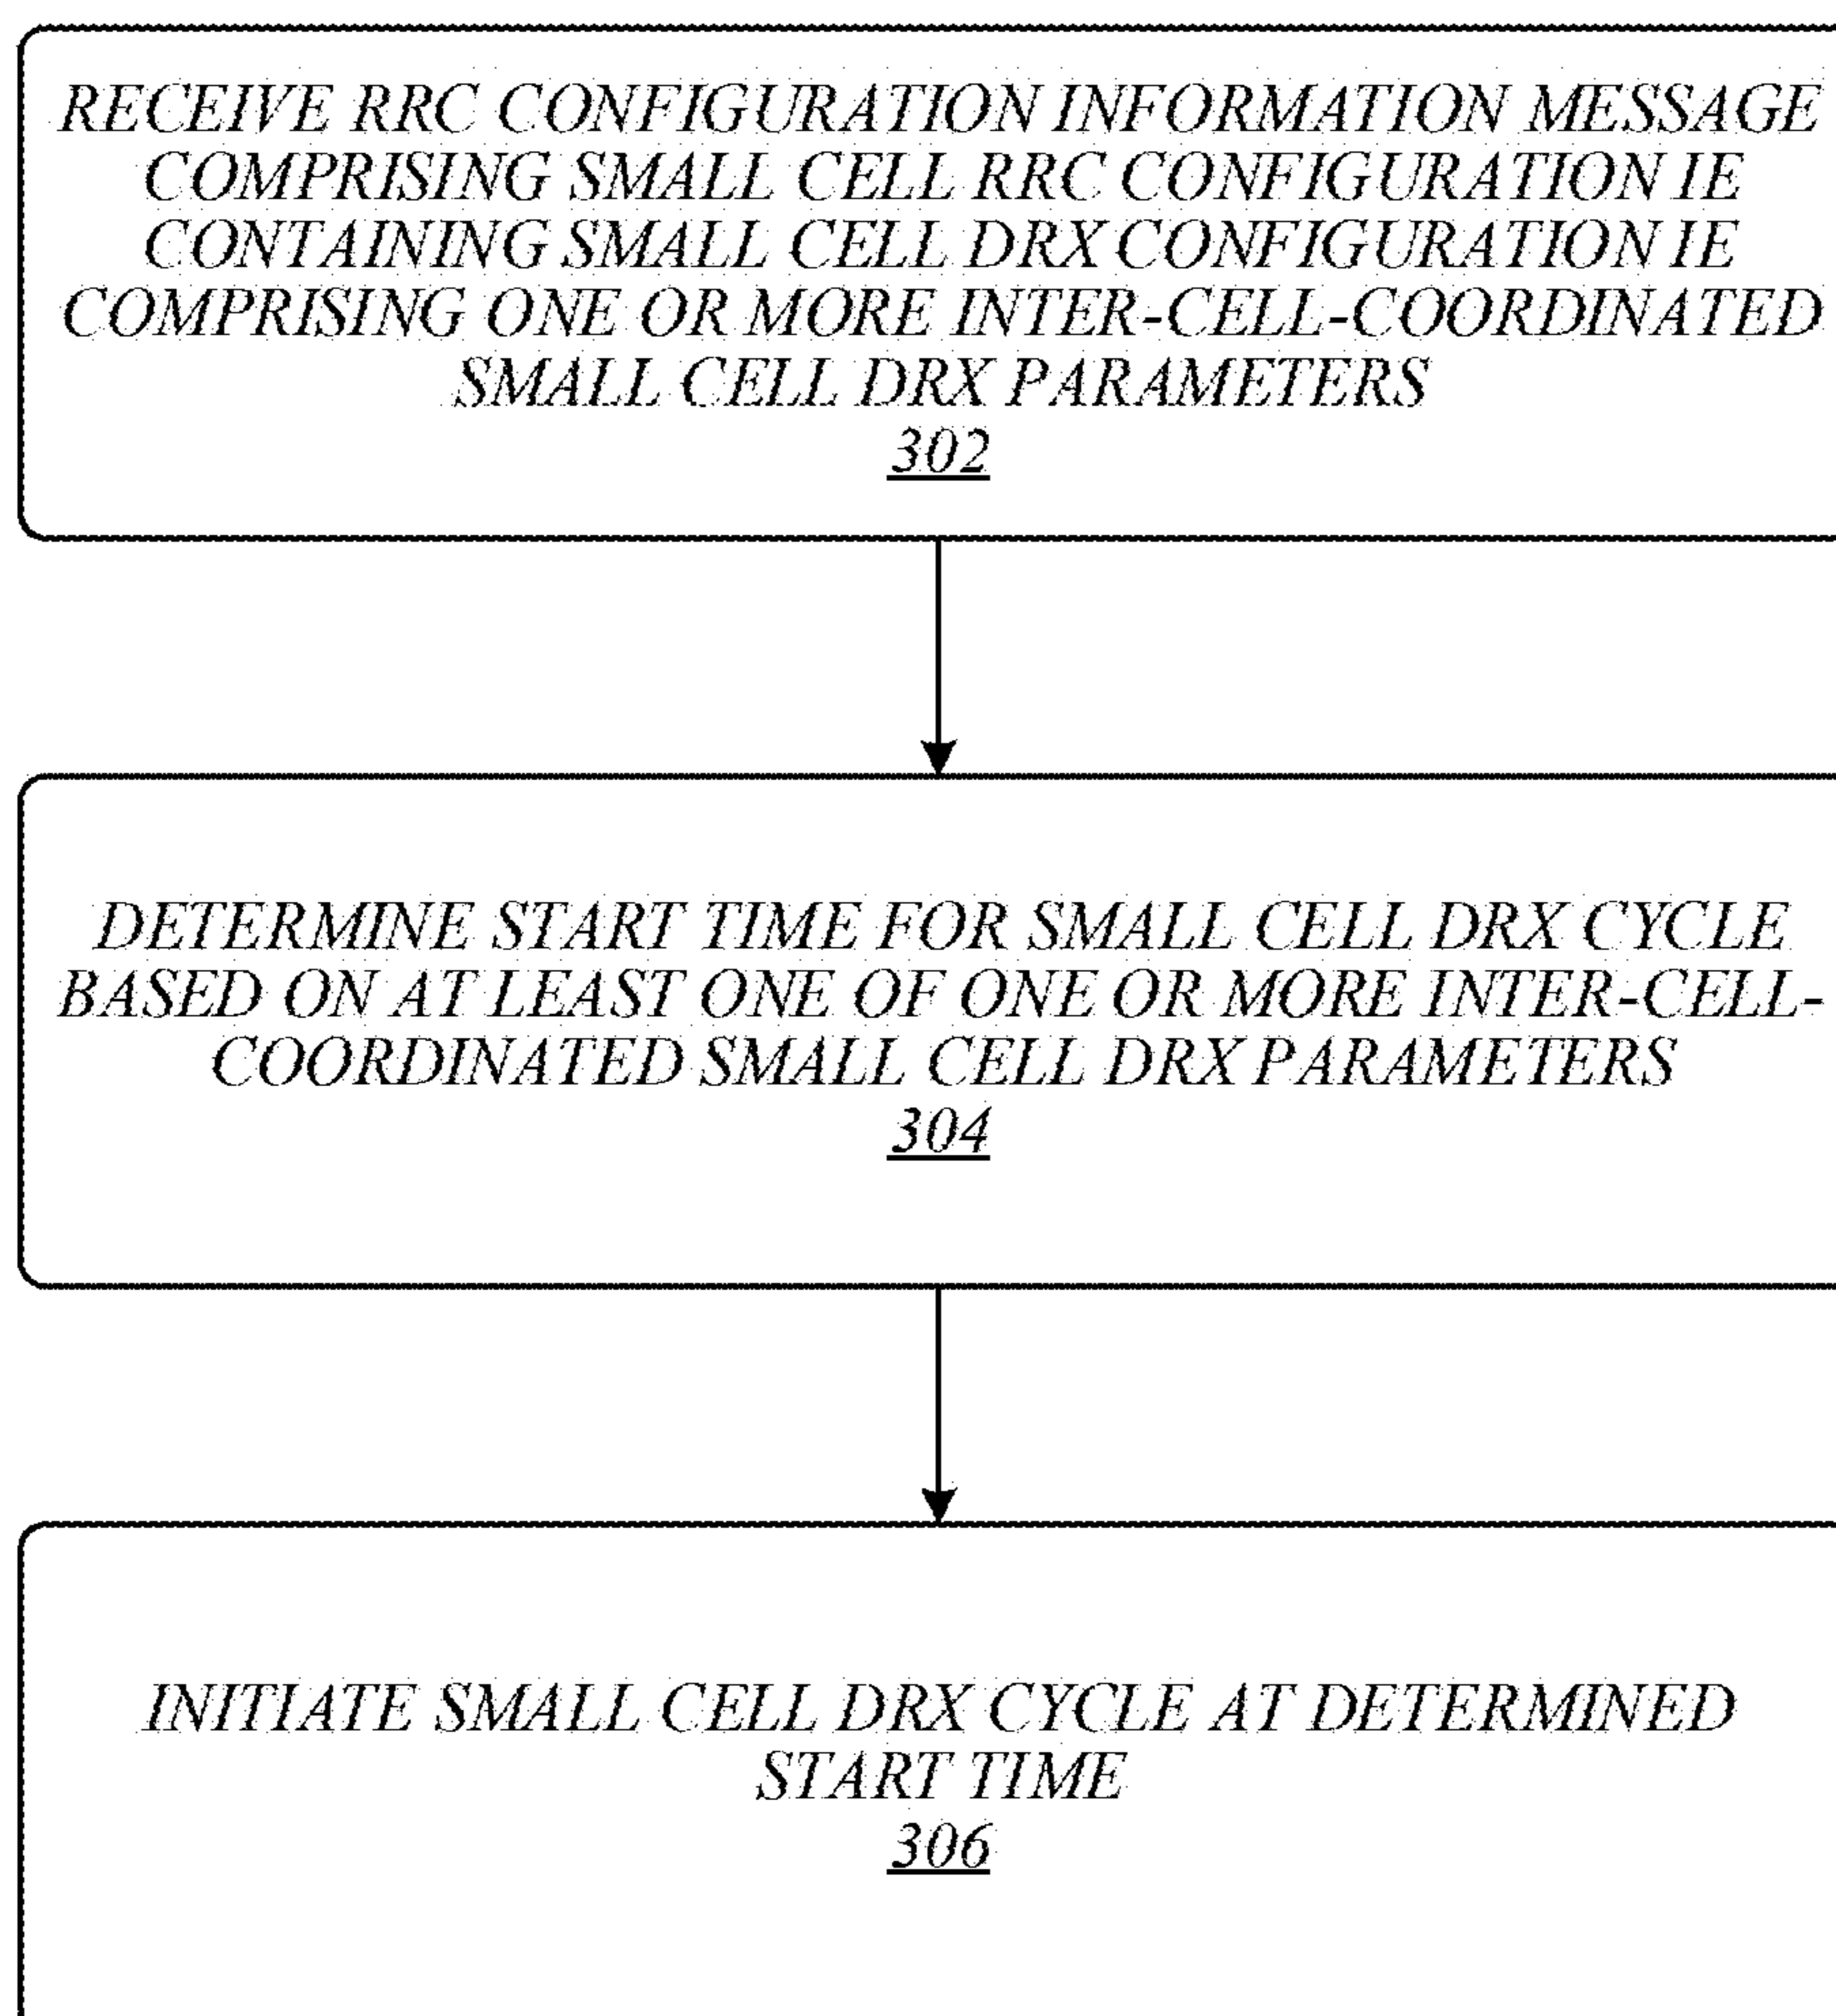 RECEIVE RRC CONFIGURATION INFORMATION MESSAGE
COMPRISING SMALL CELL RRC CONFIGURATION IE
CONTAINING SMALL CELL DRX CONFIGURATION IE
COMPRISING ONE OR MORE INTER-CELL-COORDINATED
SMALL CELL DRX PARAMETERS
302
DETERMINE START TIME FOR SMALL CELL DRX CYCLE
BASED ON AT LEAST ONE OF ONE OR MORE INTER-CELL-
COORDINATED SMALL CELL DRX PARAMETERS
304
INITIATE SMALL CELL DRX CYCLE AT DETERMINED
START TIME
306